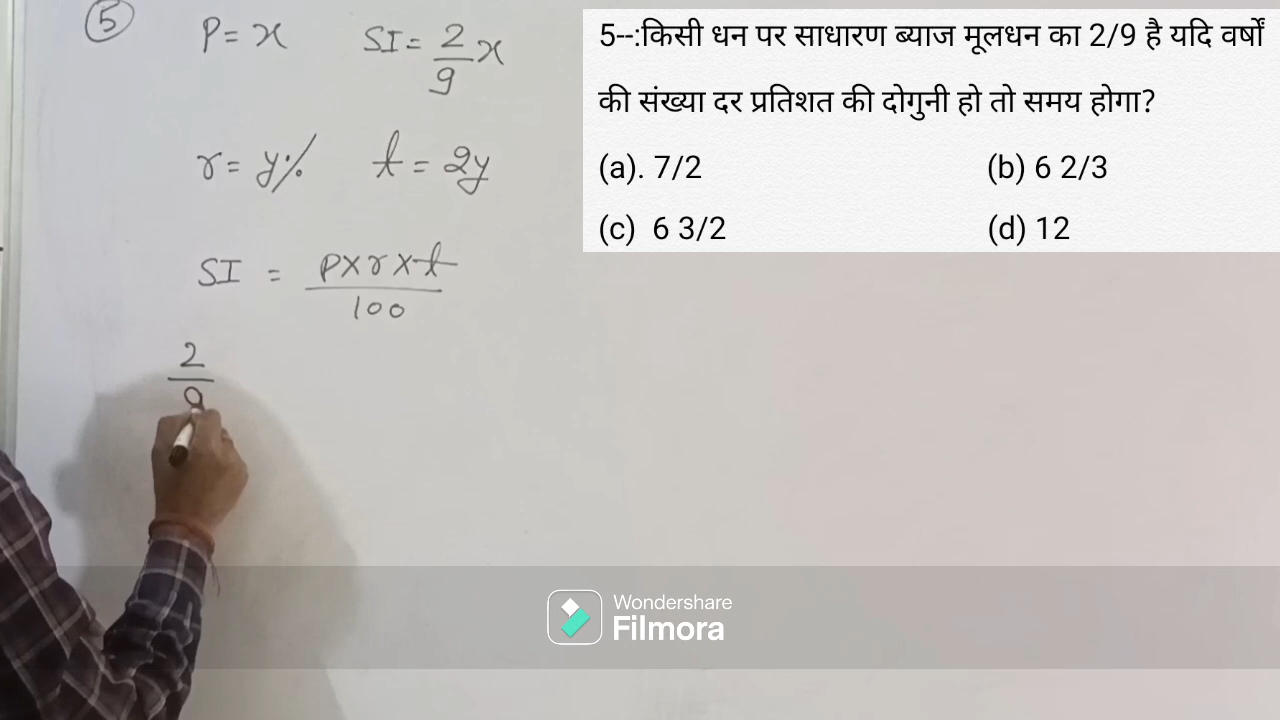 5
P = x SI = 2/9 x
r = y% t = 2y
SI = P×r×t/100
2/9
5--:किसी धन पर साधारण ब्याज मूलधन का 2/9 है यदि वर्षों
की संख्या दर प्रतिशत की दोगुनी हो तो समय होगा?
(a). 7/2 (b) 6 2/3
(c) 6 3/2 (d) 12
Wondershare
Filmora